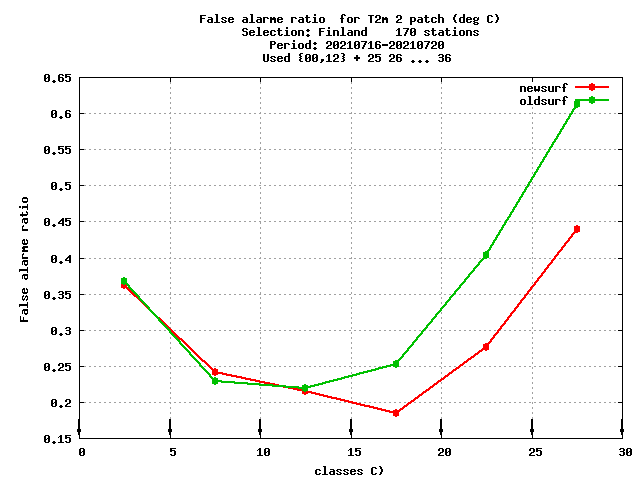 False alarme ratio  for T2m 2 patch (deg C)
Selection: Finland    170 stations
Period: 20210716-20210720
Used {00,12} + 25 26 ... 36
newsurf
oldsurf
0.65
0.6
0.55
0.5
0.45
0.4
0.35
0.3
0.25
0.2
0.15
False alarme ratio
0 5 10 15 20 25 30
classes C)